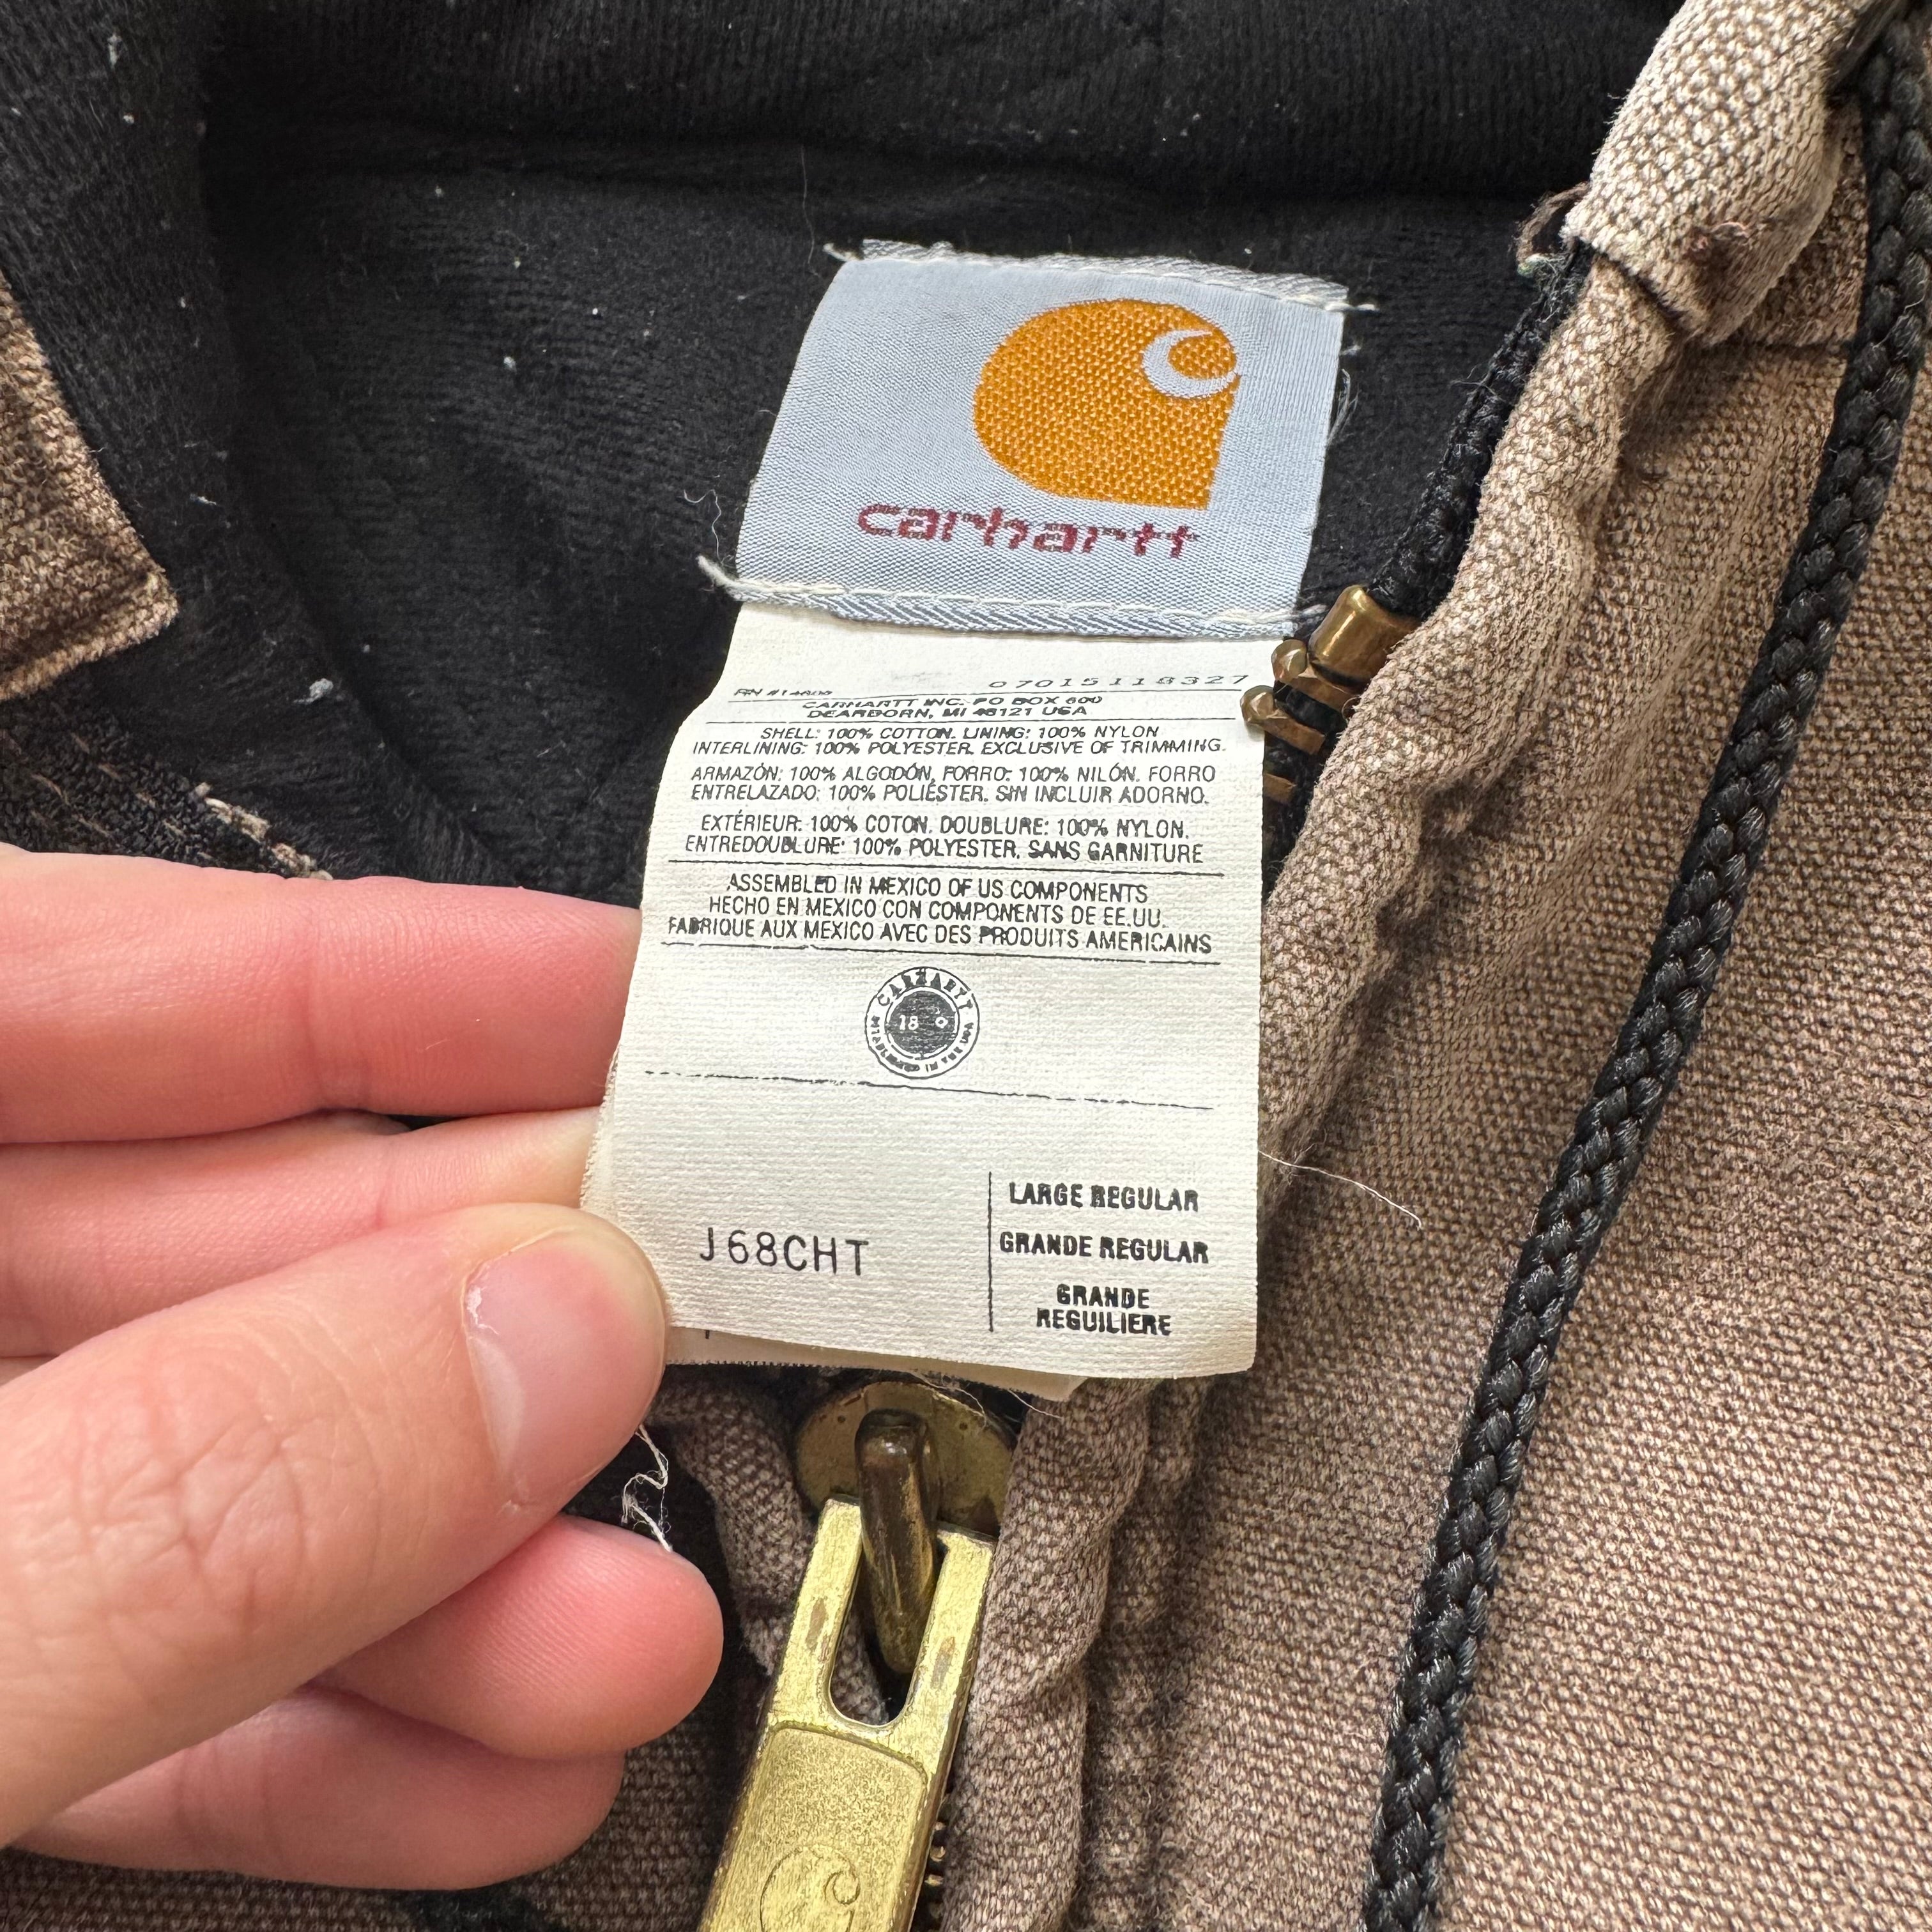 carhartt
RN #14806
07015118327
CARHARTT INC. PO BOX 600
DEARBORN, MI 48121 USA
SHELL: 100% COTTON. LINING: 100% NYLON
INTERLINING: 100% POLYESTER. EXCLUSIVE OF TRIMMING.
ARMAZÓN: 100% ALGODÓN, FORRO: 100% NILÓN. FORRO
ENTRELAZADO: 100% POLIÉSTER. SIN INCLUIR ADORNO.
EXTÉRIEUR: 100% COTON. DOUBLURE: 100% NYLON.
ENTREDOUBLURE: 100% POLYESTER. SANS GARNITURE
ASSEMBLED IN MEXICO OF US COMPONENTS
HECHO EN MEXICO CON COMPONENTS DE EE.UU.
FABRIQUE AUX MEXICO AVEC DES PRODUITS AMERICAINS
18
J68CHT
LARGE REGULAR
GRANDE REGULAR
GRANDE
REGUILIERE